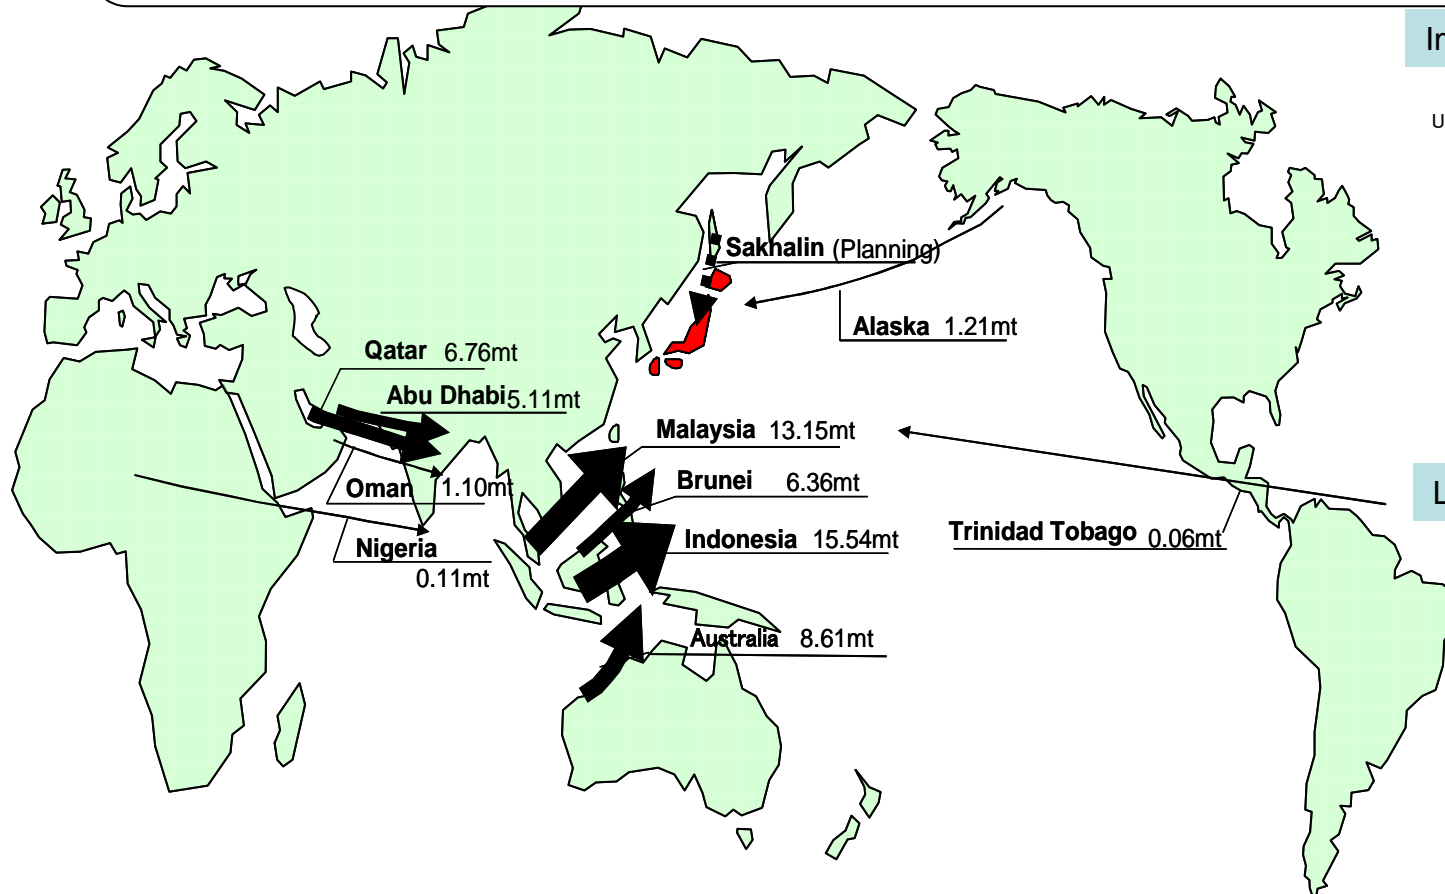 Sakhalin (Planning)
Alaska 1.21mt
Qatar 6.76mt
Abu Dhabi 5.11mt
Malaysia 13.15mt
Brunei 6.36mt
Oman 1.10mt
Indonesia 15.54mt
Trinidad Tobago 0.06mt
Nigeria
0.11mt
Australia 8.61mt